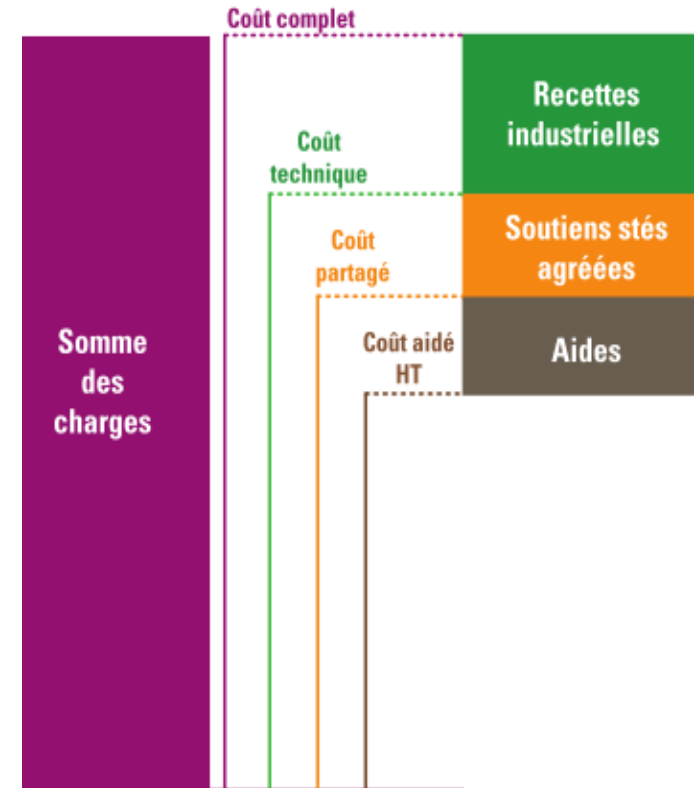 Coût complet
Recettes
industrielles
Coût
technique
Soutiens stés
agréées
Coût
partagé
Coût aidé
HT
Aides
Somme
des
charges